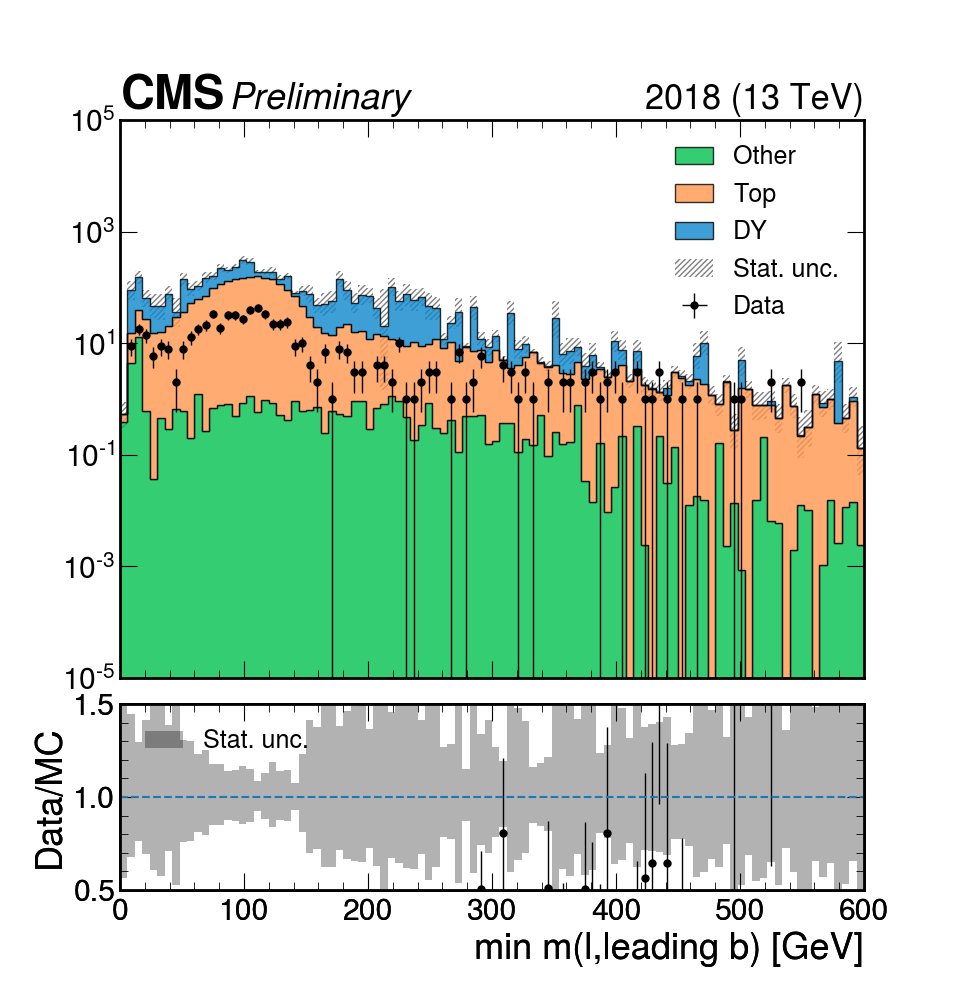 CMS Preliminary 2018 (13 TeV)
10^5
Other
Top
10^3
DY
Stat. unc.
Data
10^1
10^-1
10^-3
10^-5
1.5
Stat. unc.
Data/MC
1.0
0.5
0 100 200 300 400 500 600
min m(l,leading b) [GeV]